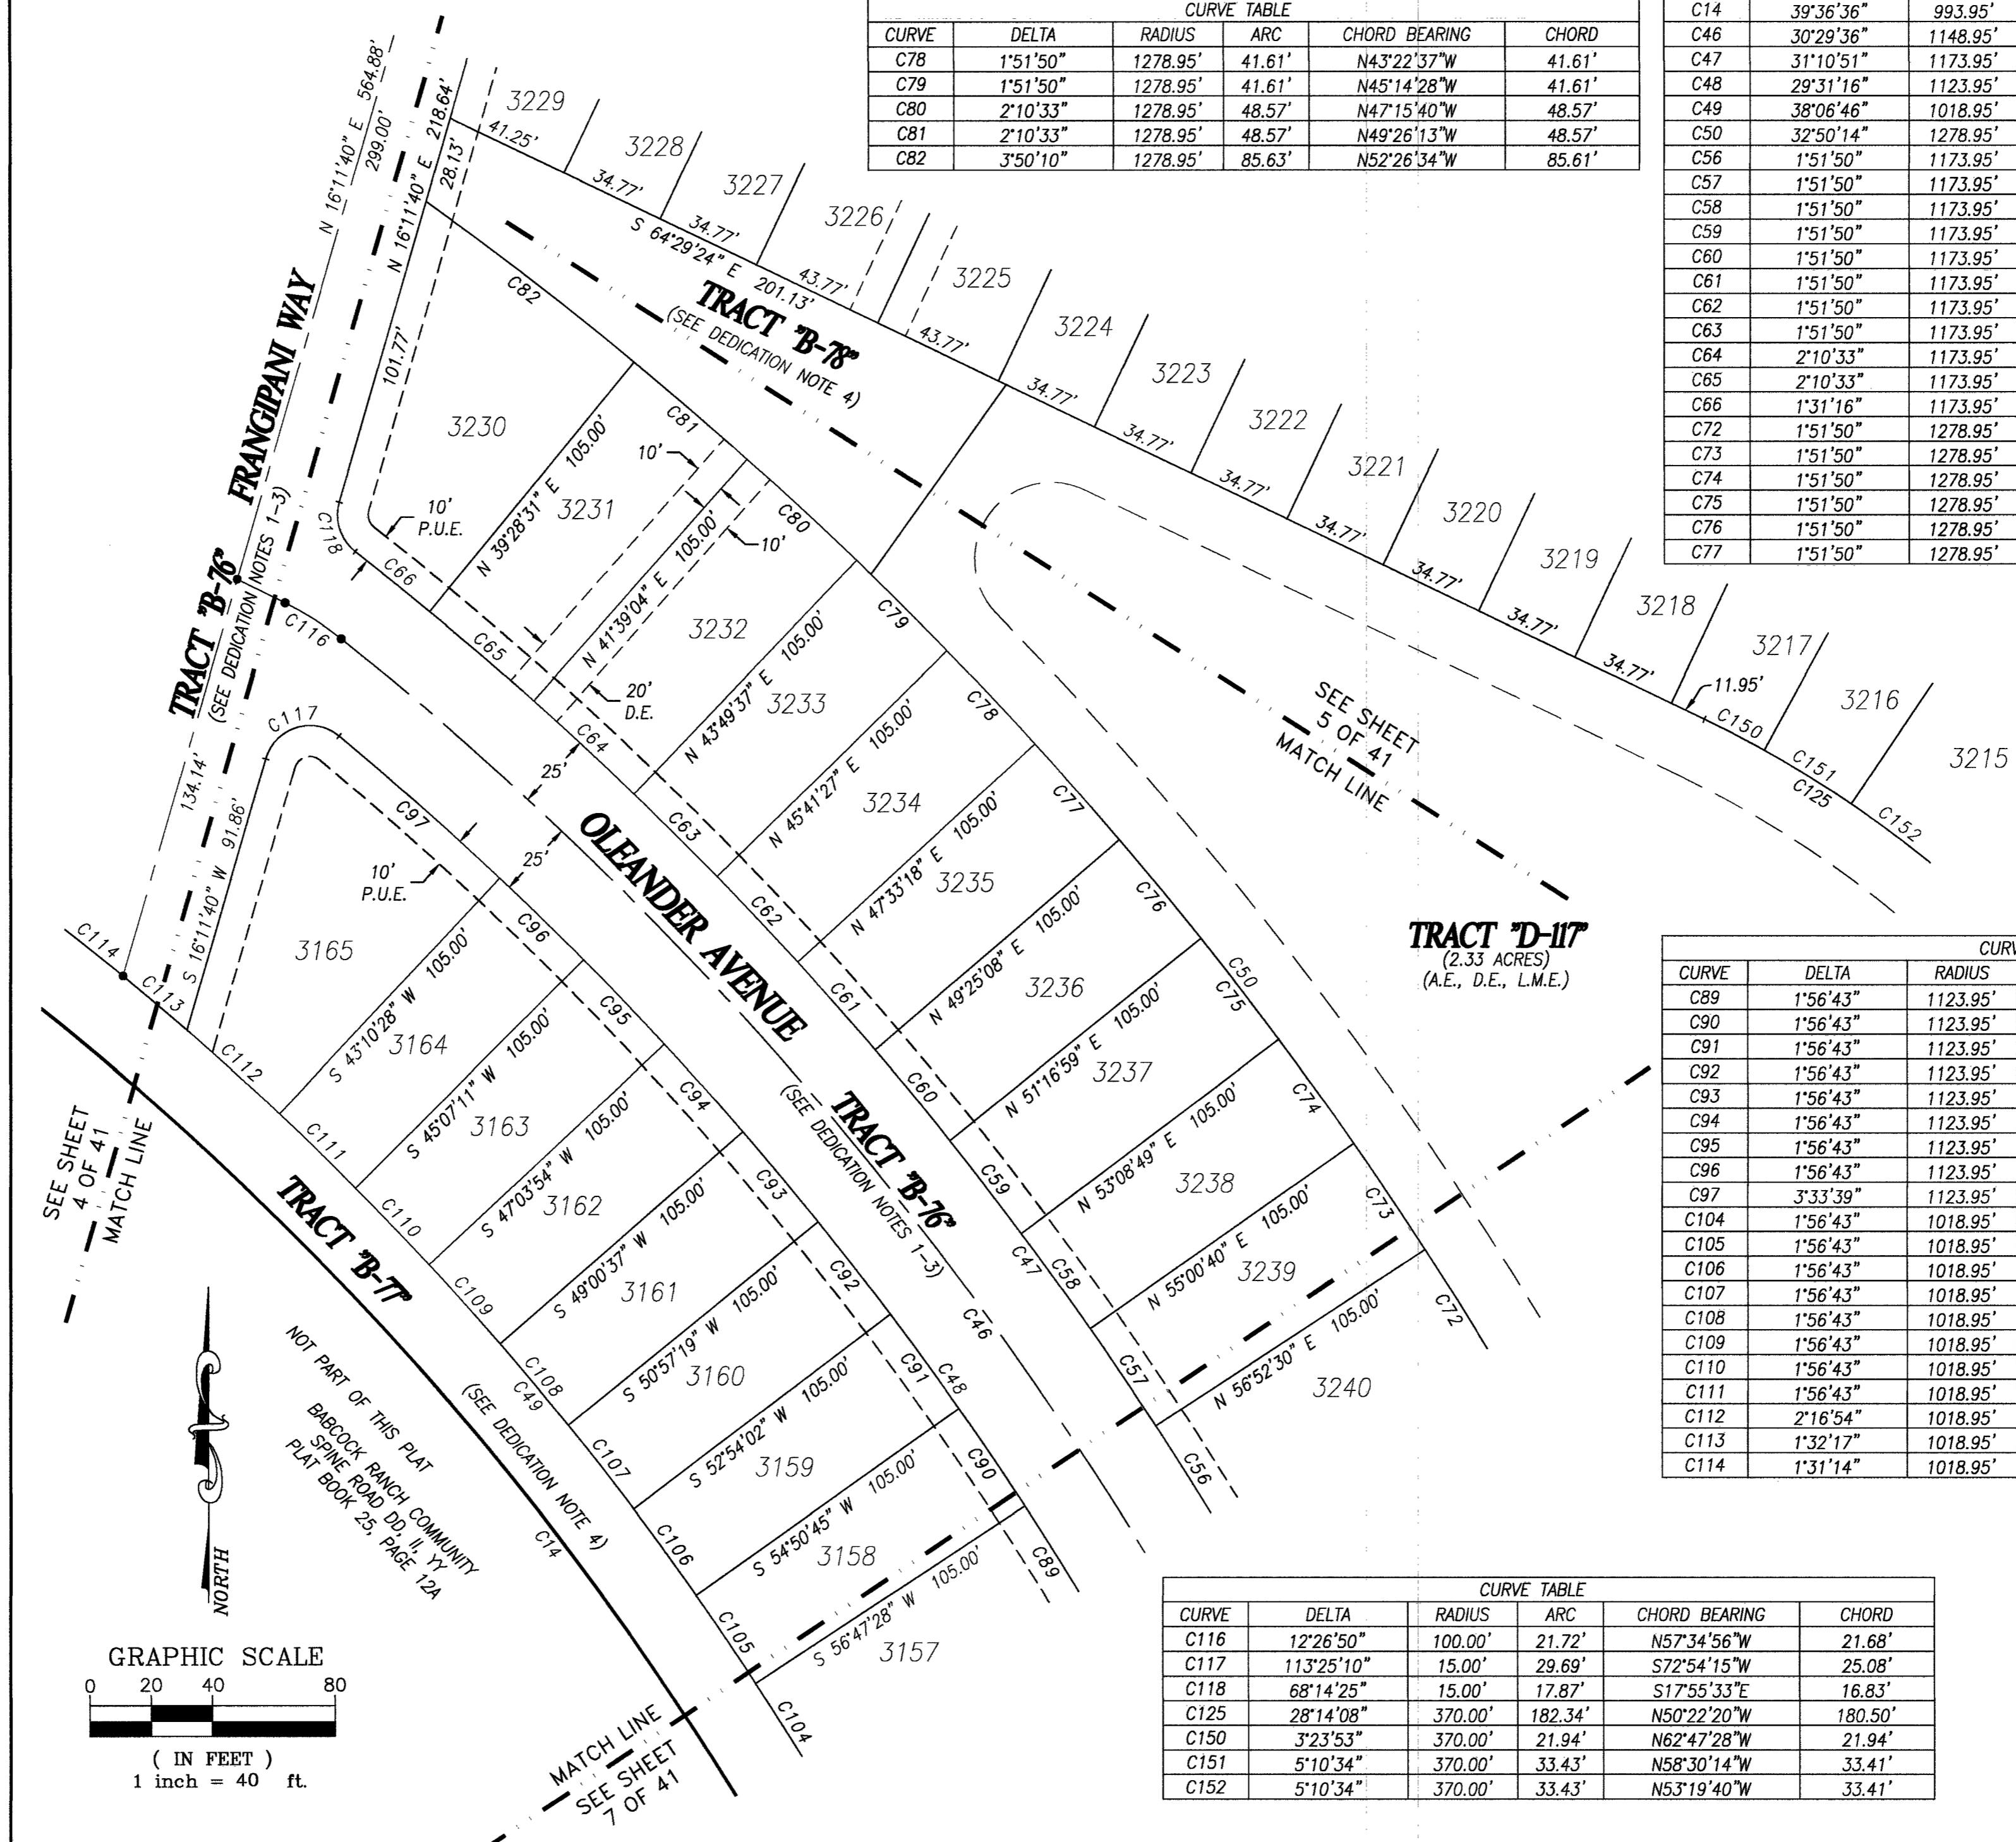 CURVE TABLE
CURVE DELTA RADIUS ARC CHORD BEARING CHORD
C78 1°51'50" 1278.95' 41.61' N43°22'37"W 41.61'
C79 1°51'50" 1278.95' 41.61' N45°14'28"W 41.61'
C80 2°10'33" 1278.95' 48.57' N47°15'40"W 48.57'
C81 2°10'33" 1278.95' 48.57' N49°26'13"W 48.57'
C82 3°50'10" 1278.95' 85.63' N52°26'34"W 85.61'
C14 39°36'36" 993.95'
C46 30°29'36" 1148.95'
C47 31°10'51" 1173.95'
C48 29°31'16" 1123.95'
C49 38°06'46" 1018.95'
C50 32°50'14" 1278.95'
C56 1°51'50" 1173.95'
C57 1°51'50" 1173.95'
C58 1°51'50" 1173.95'
C59 1°51'50" 1173.95'
C60 1°51'50" 1173.95'
C61 1°51'50" 1173.95'
C62 1°51'50" 1173.95'
C63 1°51'50" 1173.95'
C64 2°10'33" 1173.95'
C65 2°10'33" 1173.95'
C66 1°31'16" 1173.95'
C72 1°51'50" 1278.95'
C73 1°51'50" 1278.95'
C74 1°51'50" 1278.95'
C75 1°51'50" 1278.95'
C76 1°51'50" 1278.95'
C77 1°51'50" 1278.95'
N 16°11'40" E 564.88'
299.00'
N 16°11'40" E 218.64'
28.13'
101.77'
FRANGIPANI WAY
TRACT "B-76"
(SEE DEDICATION NOTES 1-3)
134.14'
S 16°11'40" W 91.86'
3229
3228
3227
3226
3225
3224
3223
3222
3221
3220
3219
3218
3217
3216
3215
41.25'
34.77'
34.77'
43.77'
43.77'
S 64°29'24" E 201.13'
34.77'
34.77'
34.77'
34.77'
34.77'
34.77'
34.77'
11.95'
C150
C151
C125
C152
TRACT "B-78"
(SEE DEDICATION NOTE 4)
C82
C81
C80
C79
C78
C77
C76
C50
C75
C74
C73
C72
3230
N 39°28'31" E 105.00'
3231
10'
N 41°39'04" E 105.00'
10'
20'
D.E.
3232
N 43°49'37" E 105.00'
3233
N 45°41'27" E 105.00'
3234
N 47°33'18" E 105.00'
3235
N 49°25'08" E 105.00'
3236
N 51°16'59" E 105.00'
3237
N 53°08'49" E 105.00'
3238
N 55°00'40" E 105.00'
3239
N 56°52'30" E 105.00'
3240
10'
P.U.E.
C118
C66
C65
C64
C63
C62
C61
C60
C59
C47
C58
C57
C56
C116
C117
25'
25'
OLEANDER AVENUE
TRACT "B-76"
(SEE DEDICATION NOTES 1-3)
C46
SEE SHEET
5 OF 41
MATCH LINE
TRACT "D-117"
(2.33 ACRES)
(A.E., D.E., L.M.E.)
C97
C96
C95
C94
C93
C92
C91
C48
C90
C89
10'
P.U.E.
3165
S 43°10'28" W 105.00'
3164
S 45°07'11" W 105.00'
3163
S 47°03'54" W 105.00'
3162
S 49°00'37" W 105.00'
3161
S 50°57'19" W 105.00'
3160
S 52°54'02" W 105.00'
3159
S 54°50'45" W 105.00'
3158
S 56°47'28" W 105.00'
3157
C114
C113
C112
C111
C110
C109
C108
C49
C107
C106
C105
C104
SEE SHEET
4 OF 41
MATCH LINE
TRACT "B-77"
(SEE DEDICATION NOTE 4)
C14
NOT PART OF THIS PLAT
BABCOCK RANCH COMMUNITY
SPINE ROAD DD, II, YY
PLAT BOOK 25, PAGE 12A
NORTH
MATCH LINE
SEE SHEET
7 OF 41
GRAPHIC SCALE
0 20 40 80
( IN FEET )
1 inch = 40 ft.
CURV
CURVE DELTA RADIUS
C89 1°56'43" 1123.95'
C90 1°56'43" 1123.95'
C91 1°56'43" 1123.95'
C92 1°56'43" 1123.95'
C93 1°56'43" 1123.95'
C94 1°56'43" 1123.95'
C95 1°56'43" 1123.95'
C96 1°56'43" 1123.95'
C97 3°33'39" 1123.95'
C104 1°56'43" 1018.95'
C105 1°56'43" 1018.95'
C106 1°56'43" 1018.95'
C107 1°56'43" 1018.95'
C108 1°56'43" 1018.95'
C109 1°56'43" 1018.95'
C110 1°56'43" 1018.95'
C111 1°56'43" 1018.95'
C112 2°16'54" 1018.95'
C113 1°32'17" 1018.95'
C114 1°31'14" 1018.95'
CURVE TABLE
CURVE DELTA RADIUS ARC CHORD BEARING CHORD
C116 12°26'50" 100.00' 21.72' N57°34'56"W 21.68'
C117 113°25'10" 15.00' 29.69' S72°54'15"W 25.08'
C118 68°14'25" 15.00' 17.87' S17°55'33"E 16.83'
C125 28°14'08" 370.00' 182.34' N50°22'20"W 180.50'
C150 3°23'53" 370.00' 21.94' N62°47'28"W 21.94'
C151 5°10'34" 370.00' 33.43' N58°30'14"W 33.41'
C152 5°10'34" 370.00' 33.43' N53°19'40"W 33.41'